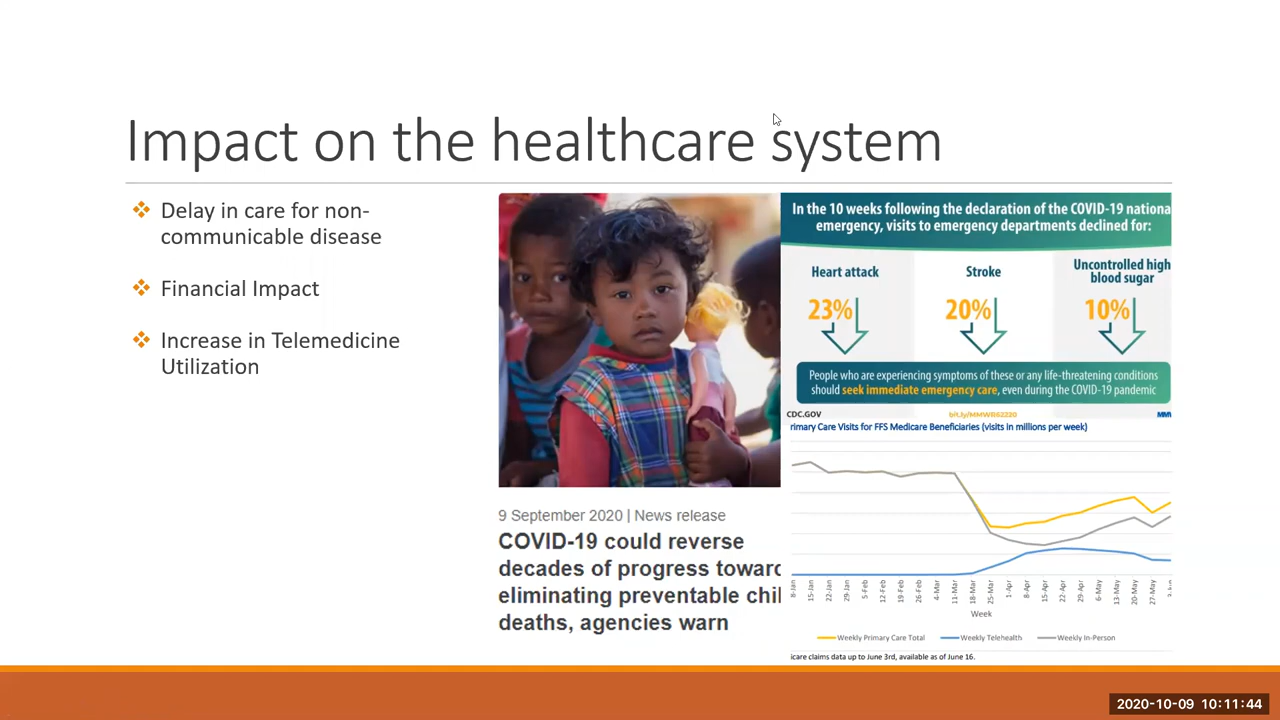 Impact on the healthcare system
Delay in care for non-
communicable disease
Financial Impact
Increase in Telemedicine
Utilization
9 September 2020 | News release
COVID-19 could reverse
decades of progress toward
eliminating preventable chil
deaths, agencies warn
In the 10 weeks following the declaration of the COVID-19 nationa
emergency, visits to emergency departments declined for:
Heart attack
23%
Stroke
20%
Uncontrolled high
blood sugar
10%
People who are experiencing symptoms of these or any life-threatening conditions
should seek immediate emergency care, even during the COVID-19 pandemic
CDC.GOV
bit.ly/MMWR62220
MM
rimary Care Visits for FFS Medicare Beneficiaries (visits in millions per week)
8-Jan
15-Jan
22-Jan
29-Jan
5-Feb
12-Feb
19-Feb
26-Feb
4-Mar
11-Mar
18-Mar
25-Mar
1-Apr
8-Apr
15-Apr
22-Apr
29-Apr
6-May
13-May
20-May
27-May
Week
Weekly Primary Care Total
Weekly Telehealth
Weekly In-Person
icare claims data up to June 3rd, available as of June 16.
2020-10-09 10:11:44